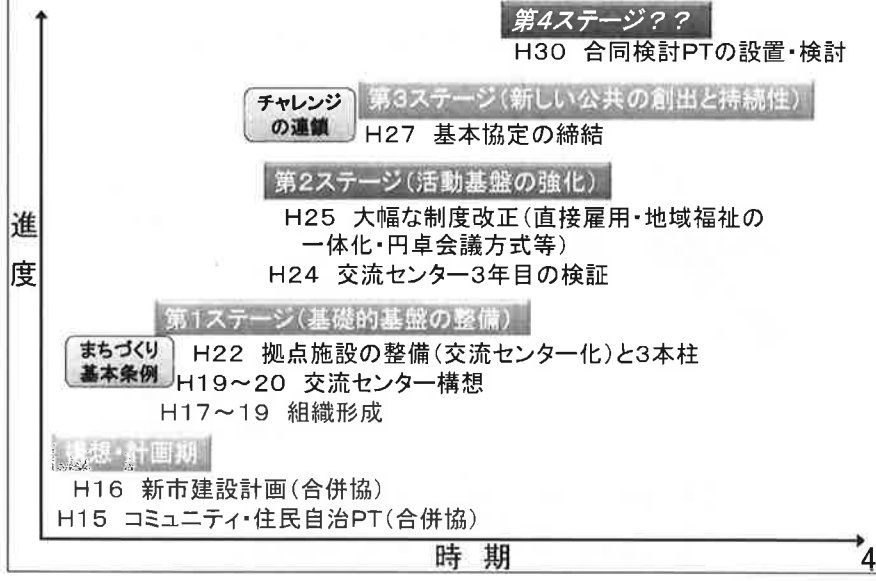 第4ステージ？？
H30 合同検討PTの設置・検討
チャレンジ
の連鎖
第3ステージ（新しい公共の創出と持続性）
H27 基本協定の締結
第2ステージ（活動基盤の強化）
H25 大幅な制度改正（直接雇用・地域福祉の
一体化・円卓会議方式等）
H24 交流センター3年目の検証
第1ステージ（基礎的基盤の整備）
まちづくり
基本条例
H22 拠点施設の整備（交流センター化）と3本柱
H19～20 交流センター構想
H17～19 組織形成
構想・計画期
H16 新市建設計画（合併協）
H15 コミュニティ・住民自治PT（合併協）
進度
時期
4